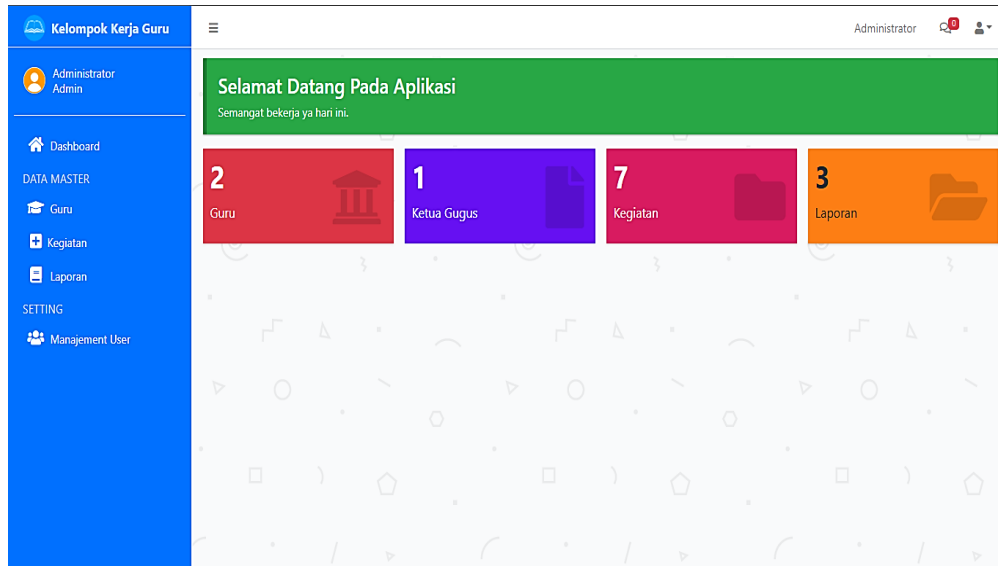 Kelompok Kerja Guru
Administrator
0
Administrator
Admin
Dashboard
DATA MASTER
Guru
Kegiatan
Laporan
SETTING
Manajement User
Selamat Datang Pada Aplikasi
Semangat bekerja ya hari ini.
2
Guru
1
Ketua Gugus
7
Kegiatan
3
Laporan